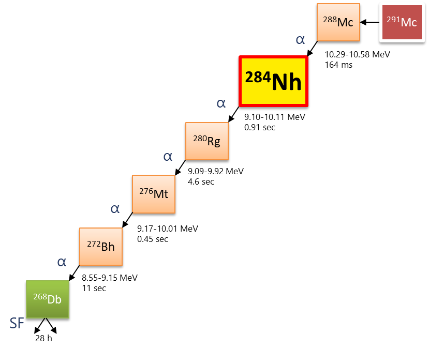 ²⁸⁸Mc
²⁹¹Mc
α
10.29-10.58 MeV
164 ms
²⁸⁴Nh
α
9.10-10.11 MeV
0.91 sec
²⁸⁰Rg
α
9.09-9.92 MeV
4.6 sec
²⁷⁶Mt
α
9.17-10.01 MeV
0.45 sec
²⁷²Bh
α
8.55-9.15 MeV
11 sec
²⁶⁸Db
SF
28 h